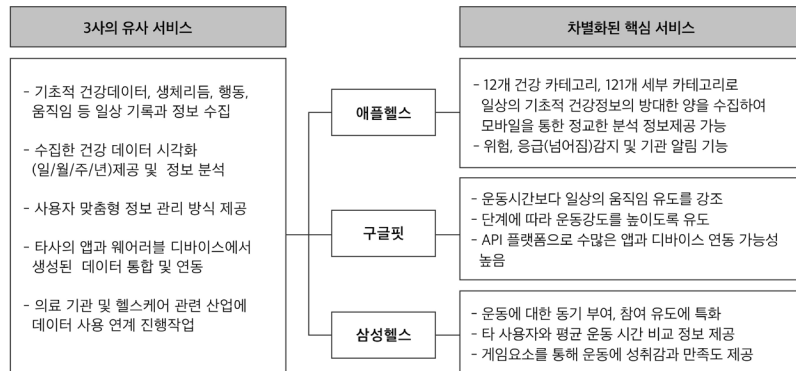 3사의 유사 서비스
- 기초적 건강데이터, 생체리듬, 행동,
움직임 등 일상 기록과 정보 수집
- 수집한 건강 데이터 시각화
(일/월/주/년)제공 및 정보 분석
- 사용자 맞춤형 정보 관리 방식 제공
- 타사의 앱과 웨어러블 디바이스에서
생성된 데이터 통합 및 연동
- 의료 기관 및 헬스케어 관련 산업에
데이터 사용 연계 진행작업
차별화된 핵심 서비스
애플헬스
- 12개 건강 카테고리, 121개 세부 카테고리로
일상의 기초적 건강정보의 방대한 양을 수집하여
모바일을 통한 정교한 분석 정보제공 가능
- 위험, 응급(넘어짐)감지 및 기관 알림 기능
구글핏
- 운동시간보다 일상의 움직임 유도를 강조
- 단계에 따라 운동강도를 높이도록 유도
- API 플랫폼으로 수많은 앱과 디바이스 연동 가능성
높음
삼성헬스
- 운동에 대한 동기 부여, 참여 유도에 특화
- 타 사용자와 평균 운동 시간 비교 정보 제공
- 게임요소를 통해 운동에 성취감과 만족도 제공